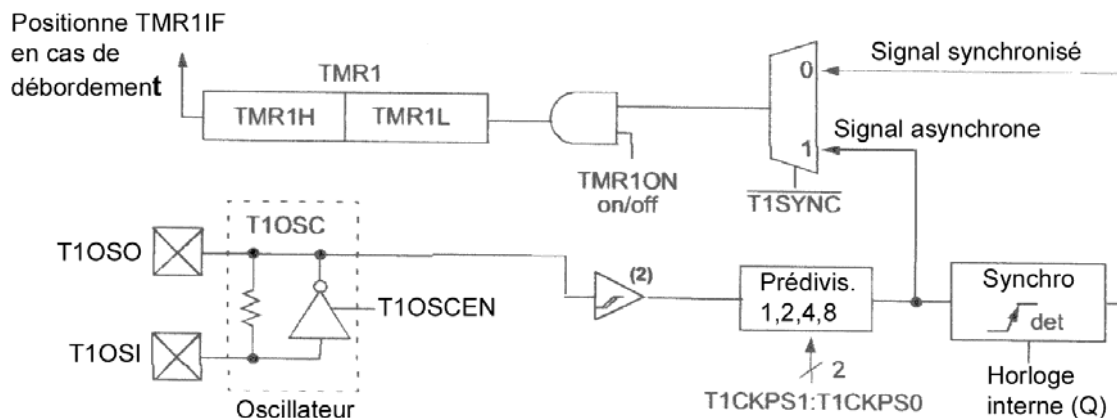 Positionne TMR1IF
en cas de
débordement
TMR1
TMR1H
TMR1L
0
Signal synchronisé
Signal asynchrone
1
TMR1ON
on/off
T1SYNC
T1OSC
T1OSO
T1OSCEN
T1OSI
Oscillateur
(2)
Prédivis.
1,2,4,8
2
T1CKPS1:T1CKPS0
Synchro
det
Horloge
interne (Q)